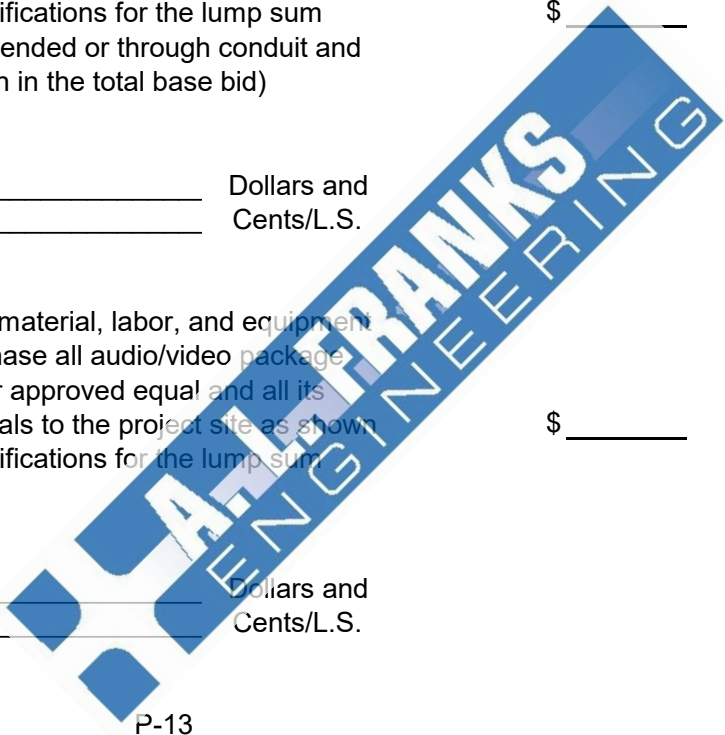 ifications for the lump sum $
ended or through conduit and
n in the total base bid)
Dollars and
Cents/L.S.
material, labor, and equipment
ase all audio/video package
r approved equal and all its
als to the project site as shown $
ifications for the lump sum
Dollars and
Cents/L.S.
P-13
A.L. FRANKS
ENGINEERING